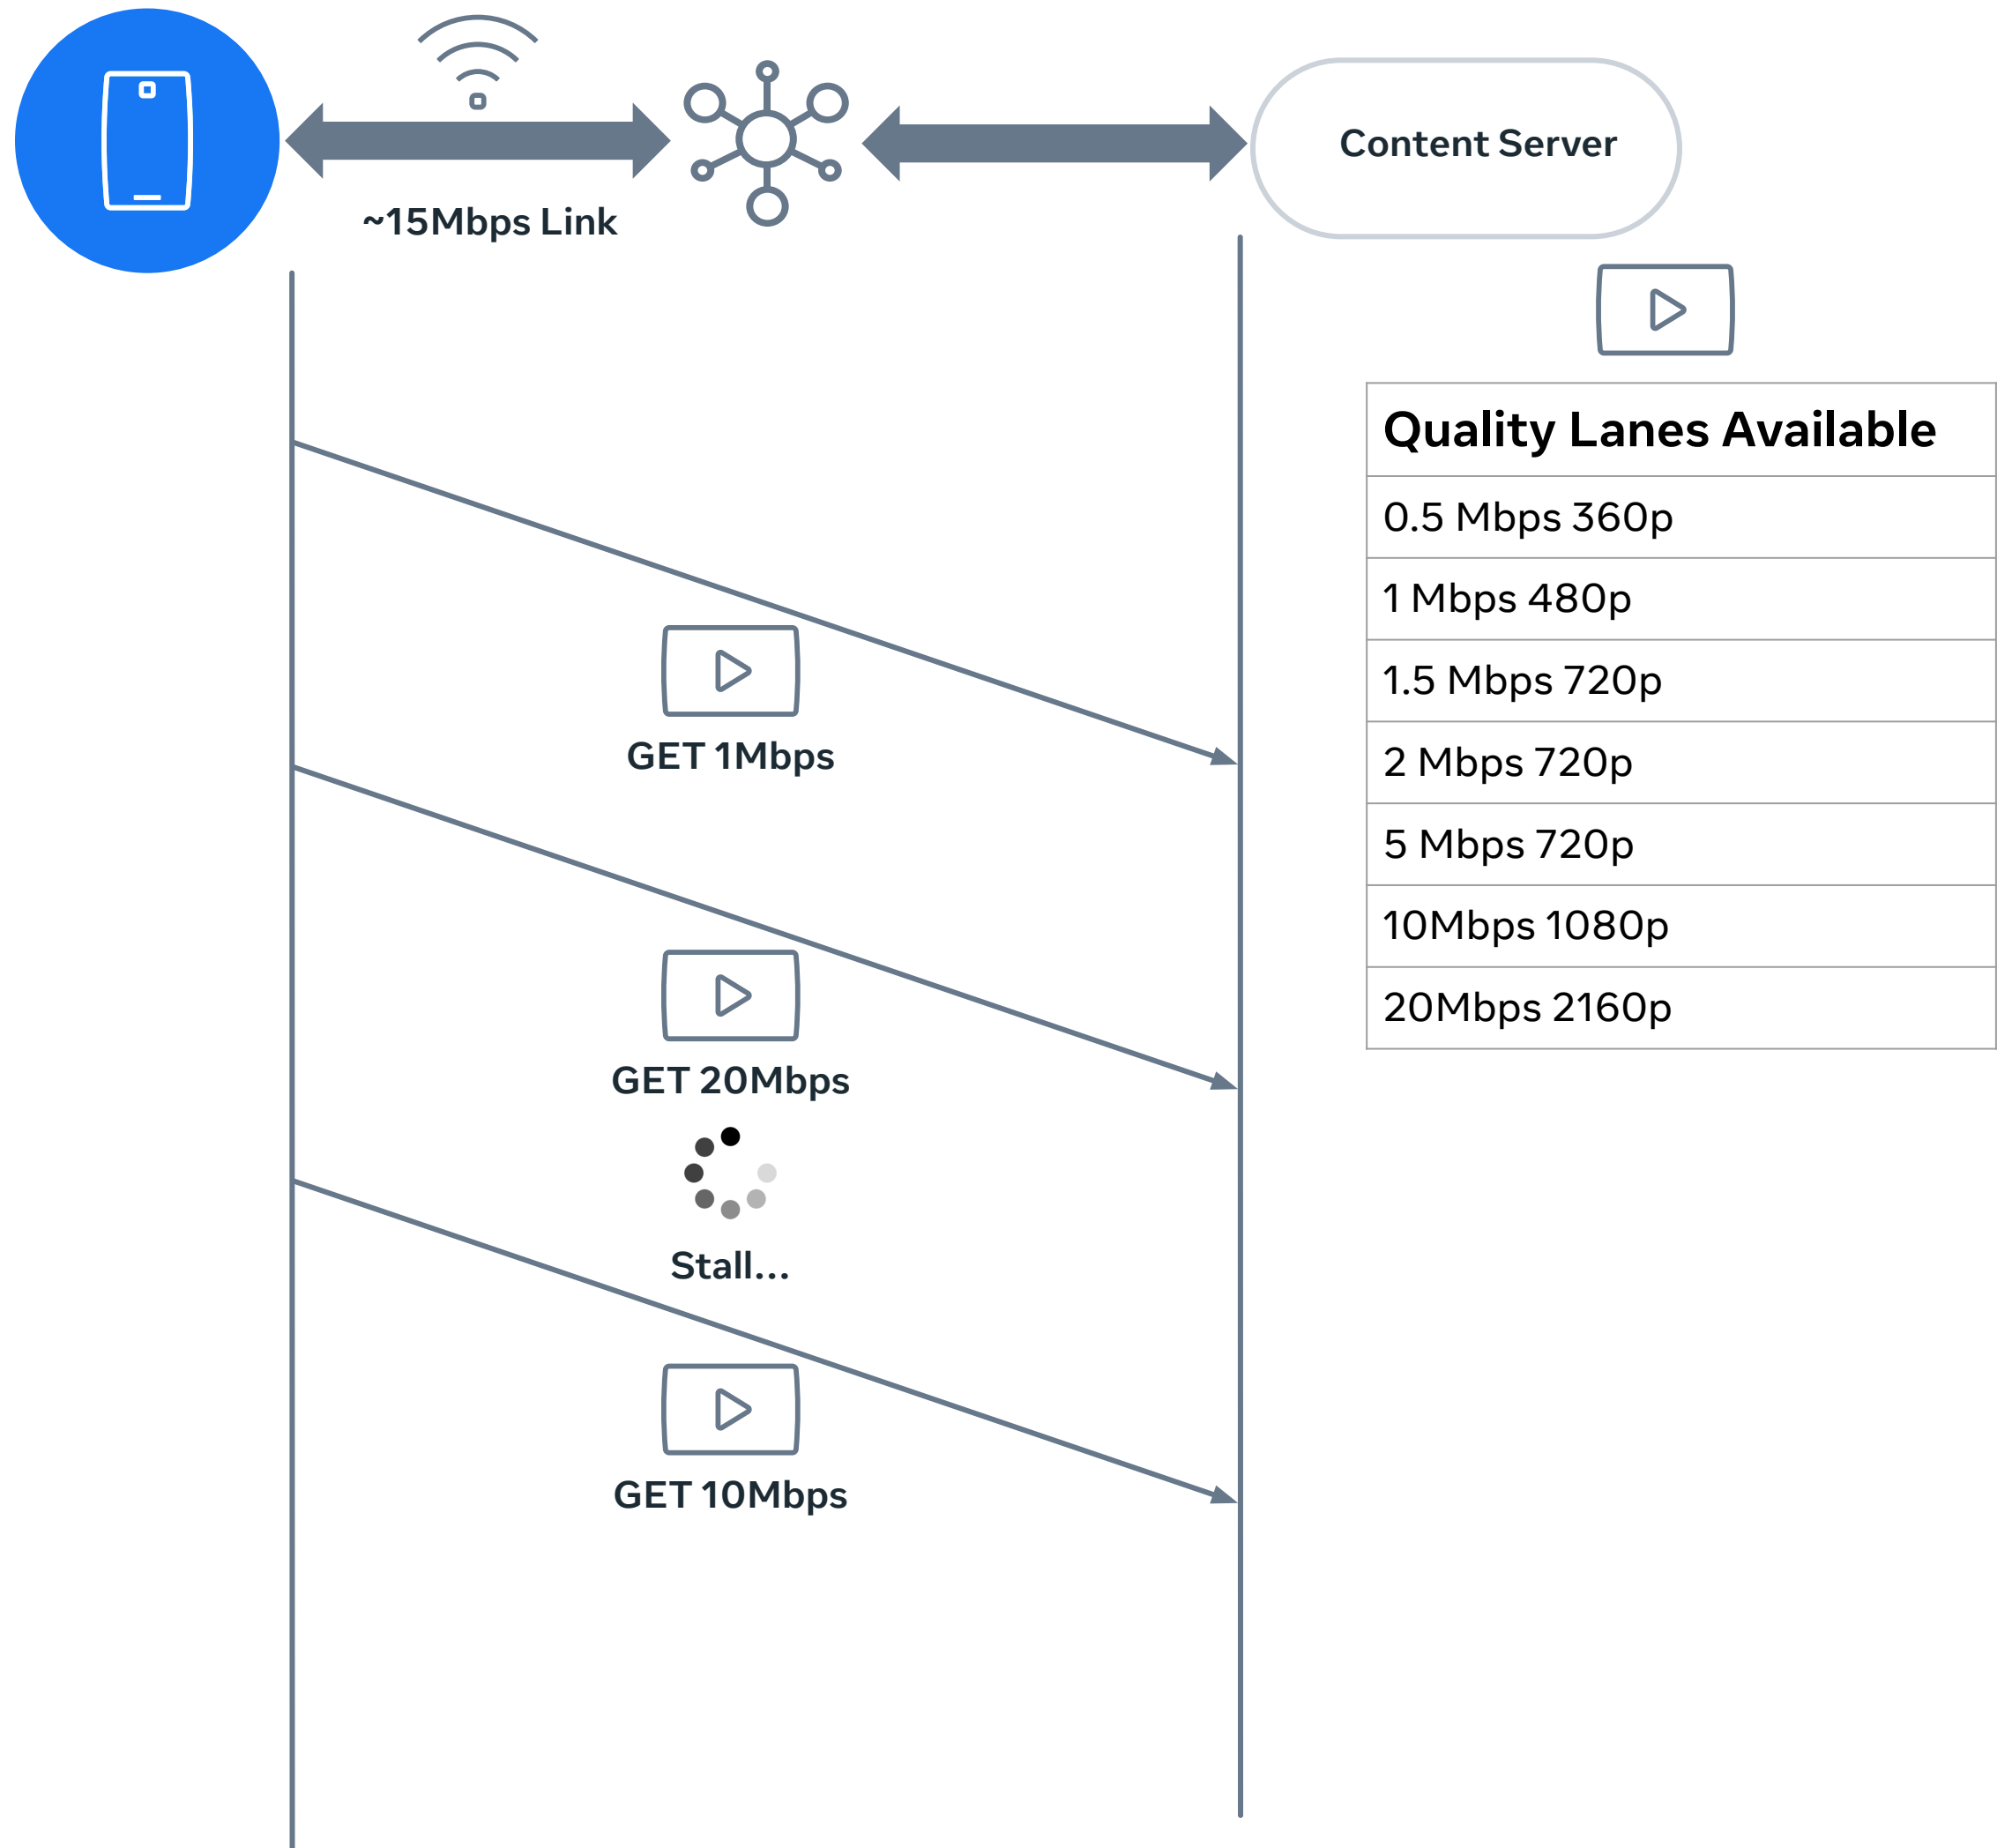 Content Server
~15Mbps Link
Quality Lanes Available
0.5 Mbps 360p
1 Mbps 480p
1.5 Mbps 720p
2 Mbps 720p
5 Mbps 720p
10Mbps 1080p
20Mbps 2160p
GET 1Mbps
GET 20Mbps
Stall...
GET 10Mbps